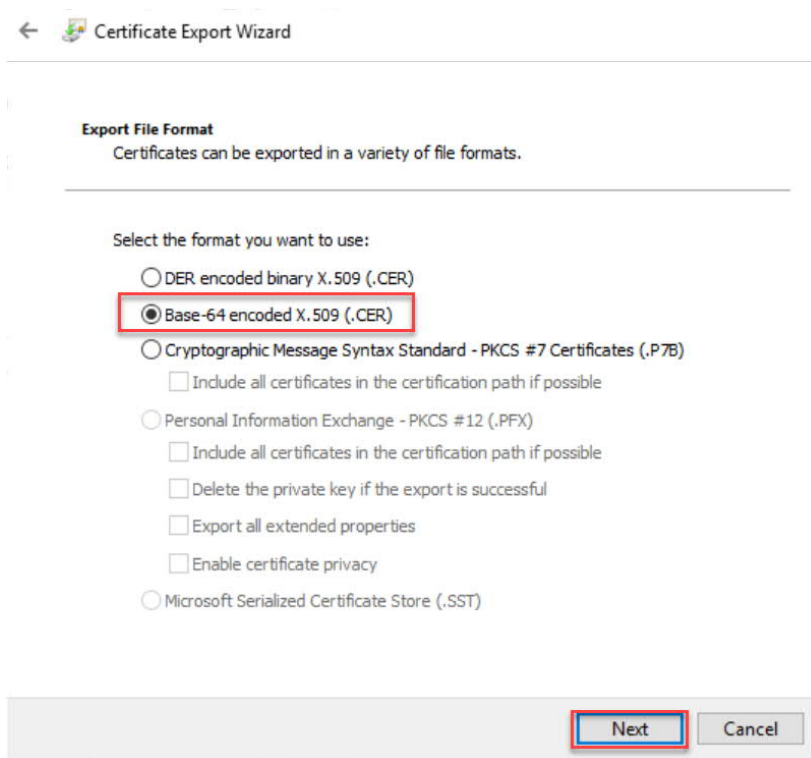 Certificate Export Wizard
Export File Format
Certificates can be exported in a variety of file formats.
Select the format you want to use:
DER encoded binary X.509 (.CER)
Base-64 encoded X.509 (.CER)
Cryptographic Message Syntax Standard - PKCS #7 Certificates (.P7B)
Include all certificates in the certification path if possible
Personal Information Exchange - PKCS #12 (.PFX)
Include all certificates in the certification path if possible
Delete the private key if the export is successful
Export all extended properties
Enable certificate privacy
Microsoft Serialized Certificate Store (.SST)
Next Cancel